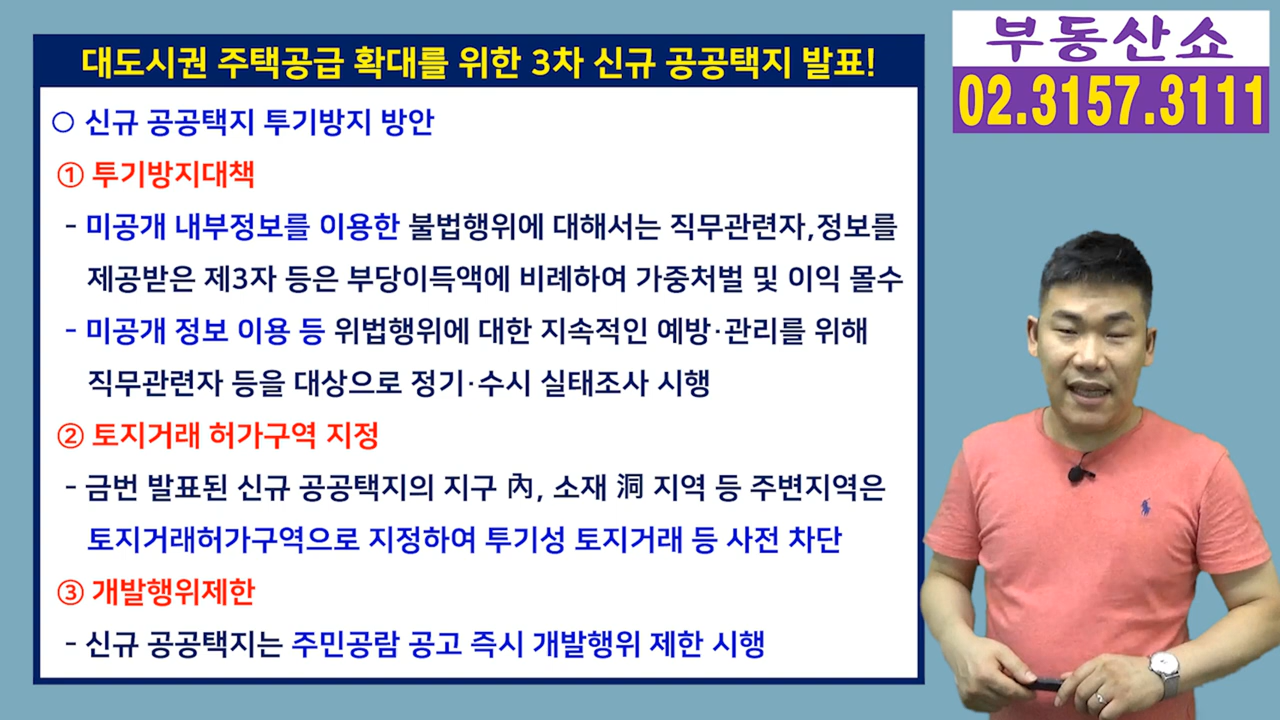 대도시권 주택공급 확대를 위한 3차 신규 공공택지 발표!
부동산쇼
02.3157.3111
○ 신규 공공택지 투기방지 방안
① 투기방지대책
- 미공개 내부정보를 이용한 불법행위에 대해서는 직무관련자,정보를
제공받은 제3자 등은 부당이득액에 비례하여 가중처벌 및 이익 몰수
- 미공개 정보 이용 등 위법행위에 대한 지속적인 예방·관리를 위해
직무관련자 등을 대상으로 정기·수시 실태조사 시행
② 토지거래 허가구역 지정
- 금번 발표된 신규 공공택지의 지구 內, 소재 洞 지역 등 주변지역은
토지거래허가구역으로 지정하여 투기성 토지거래 등 사전 차단
③ 개발행위제한
- 신규 공공택지는 주민공람 공고 즉시 개발행위 제한 시행